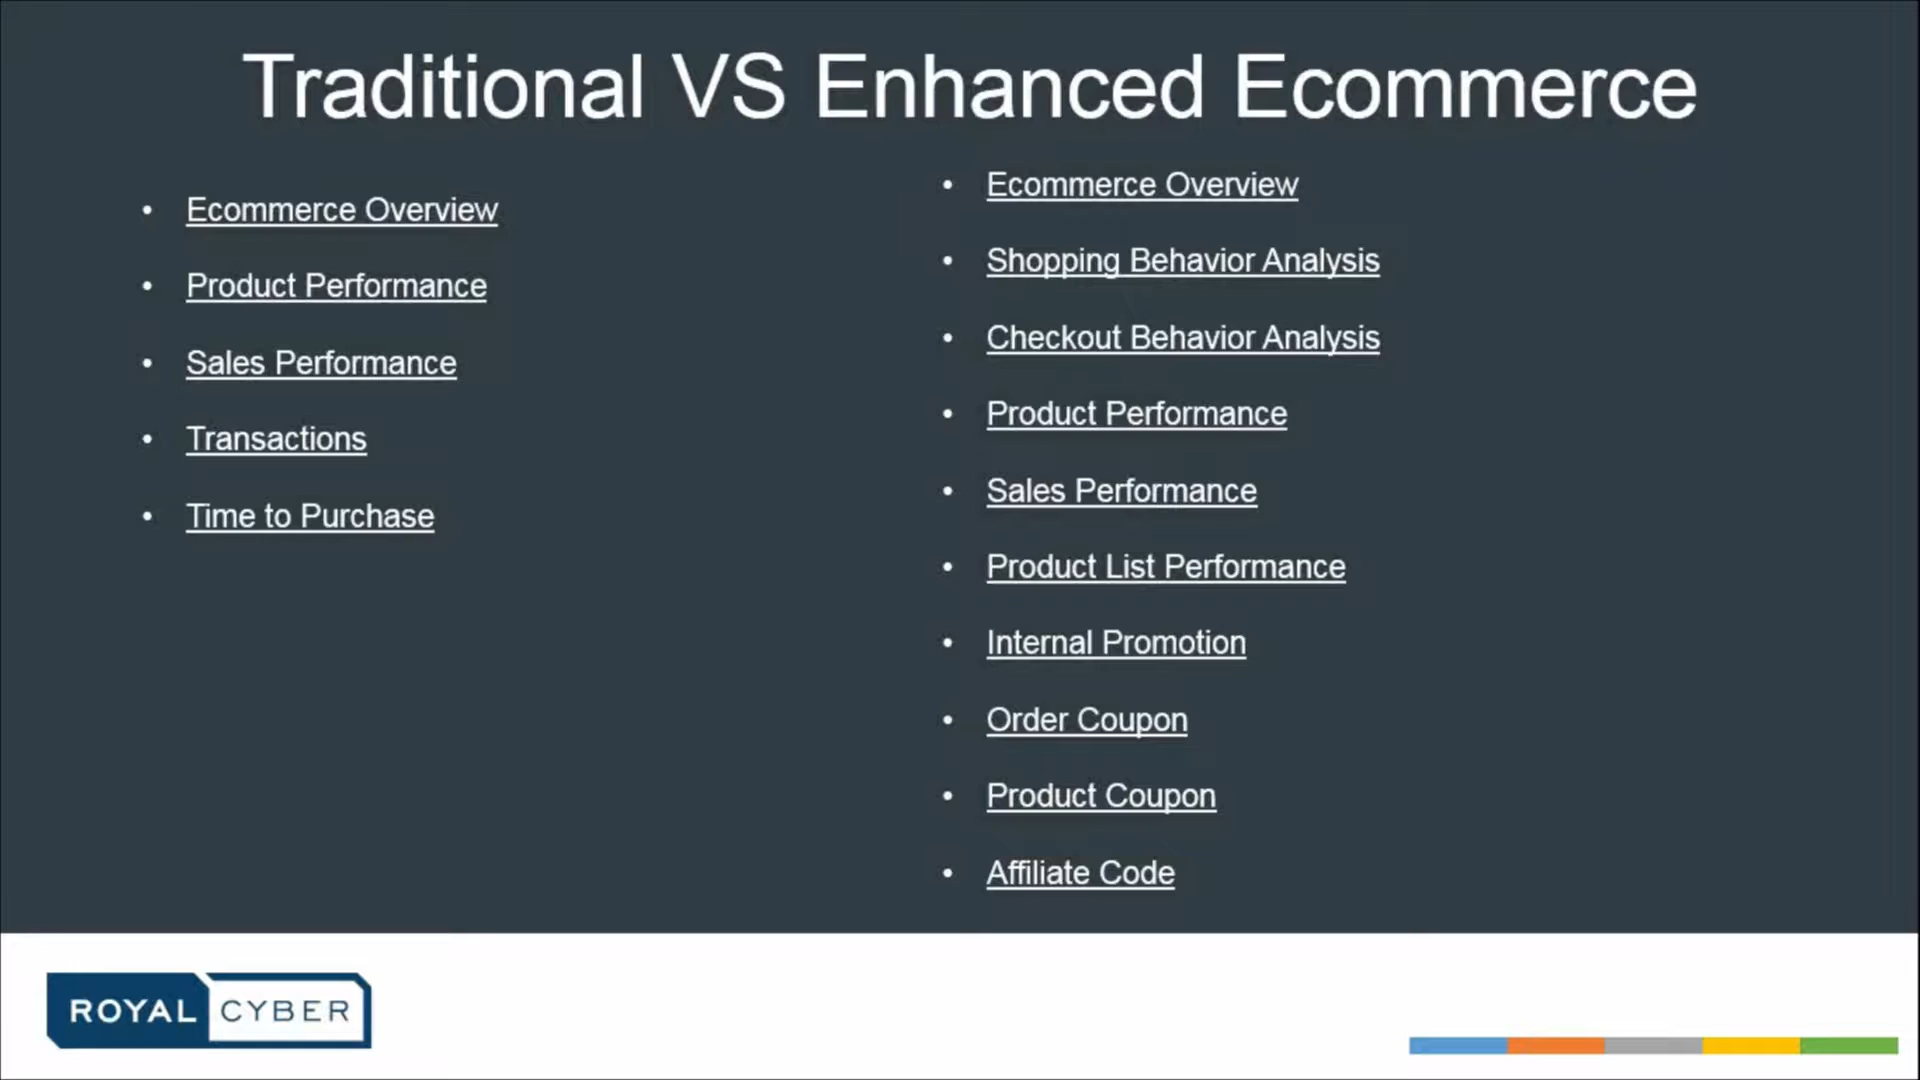 Traditional VS Enhanced Ecommerce
• Ecommerce Overview
• Product Performance
• Sales Performance
• Transactions
• Time to Purchase
• Ecommerce Overview
• Shopping Behavior Analysis
• Checkout Behavior Analysis
• Product Performance
• Sales Performance
• Product List Performance
• Internal Promotion
• Order Coupon
• Product Coupon
• Affiliate Code
ROYAL CYBER